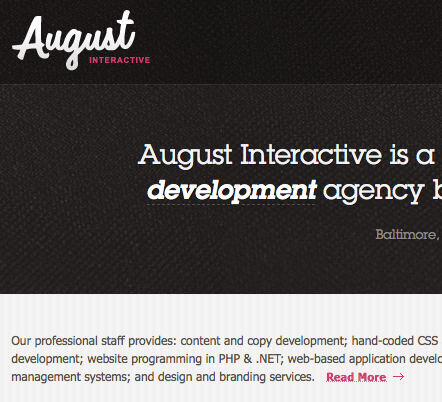 August
INTERACTIVE
August Interactive is a
development agency b
Baltimore,
Our professional staff provides: content and copy development; hand-coded CSS
development; website programming in PHP & .NET; web-based application develo
management systems; and design and branding services. Read More →